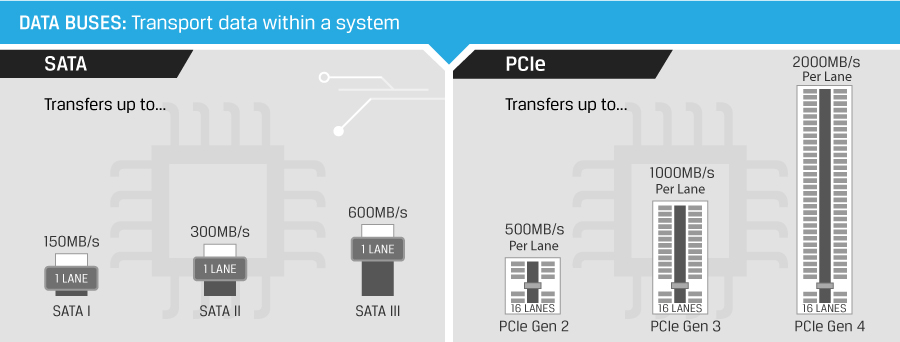 DATA BUSES: Transport data within a system
SATA
Transfers up to...
150MB/s
1 LANE
SATA I
300MB/s
1 LANE
SATA II
600MB/s
1 LANE
SATA III
PCIe
Transfers up to...
500MB/s
Per Lane
16 LANES
PCIe Gen 2
1000MB/s
Per Lane
16 LANES
PCIe Gen 3
2000MB/s
Per Lane
16 LANES
PCIe Gen 4